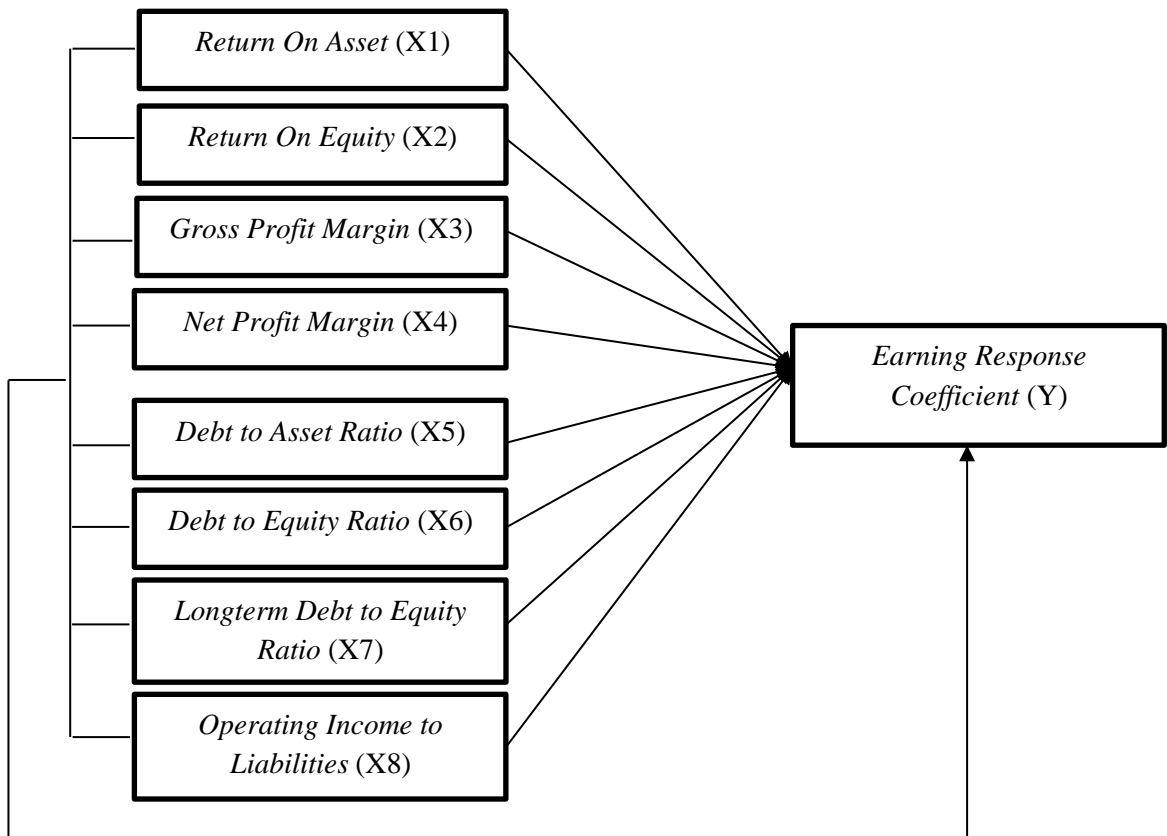 Return On Asset (X1)
Return On Equity (X2)
Gross Profit Margin (X3)
Net Profit Margin (X4)
Debt to Asset Ratio (X5)
Debt to Equity Ratio (X6)
Longterm Debt to Equity
Ratio (X7)
Operating Income to
Liabilities (X8)
Earning Response
Coefficient (Y)